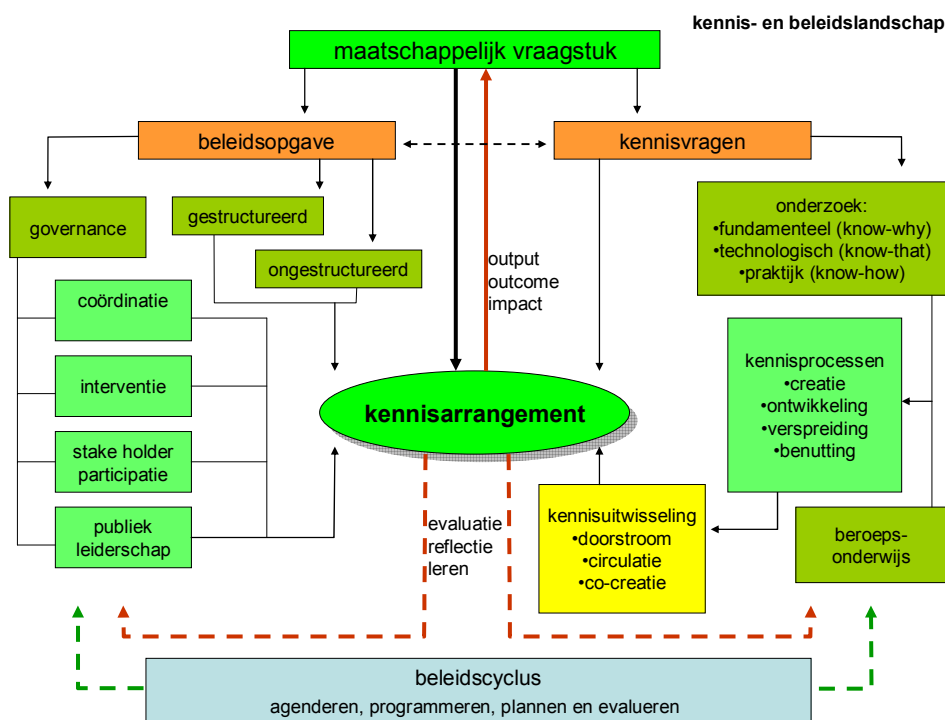 kennis- en beleidslandschap
maatschappelijk vraagstuk
beleidsopgave
kennisvragen
governance
gestructureerd
ongestructureerd
onderzoek:
•fundamenteel (know-why)
•technologisch (know-that)
•praktijk (know-how)
output
outcome
impact
coördinatie
interventie
stake holder
participatie
publiek
leiderschap
kennisarrangement
kennisprocessen
•creatie
•ontwikkeling
•verspreiding
•benutting
evaluatie
reflectie
leren
kennisuitwisseling
•doorstroom
•circulatie
•co-creatie
beroeps-
onderwijs
beleidscyclus
agenderen, programmeren, plannen en evalueren